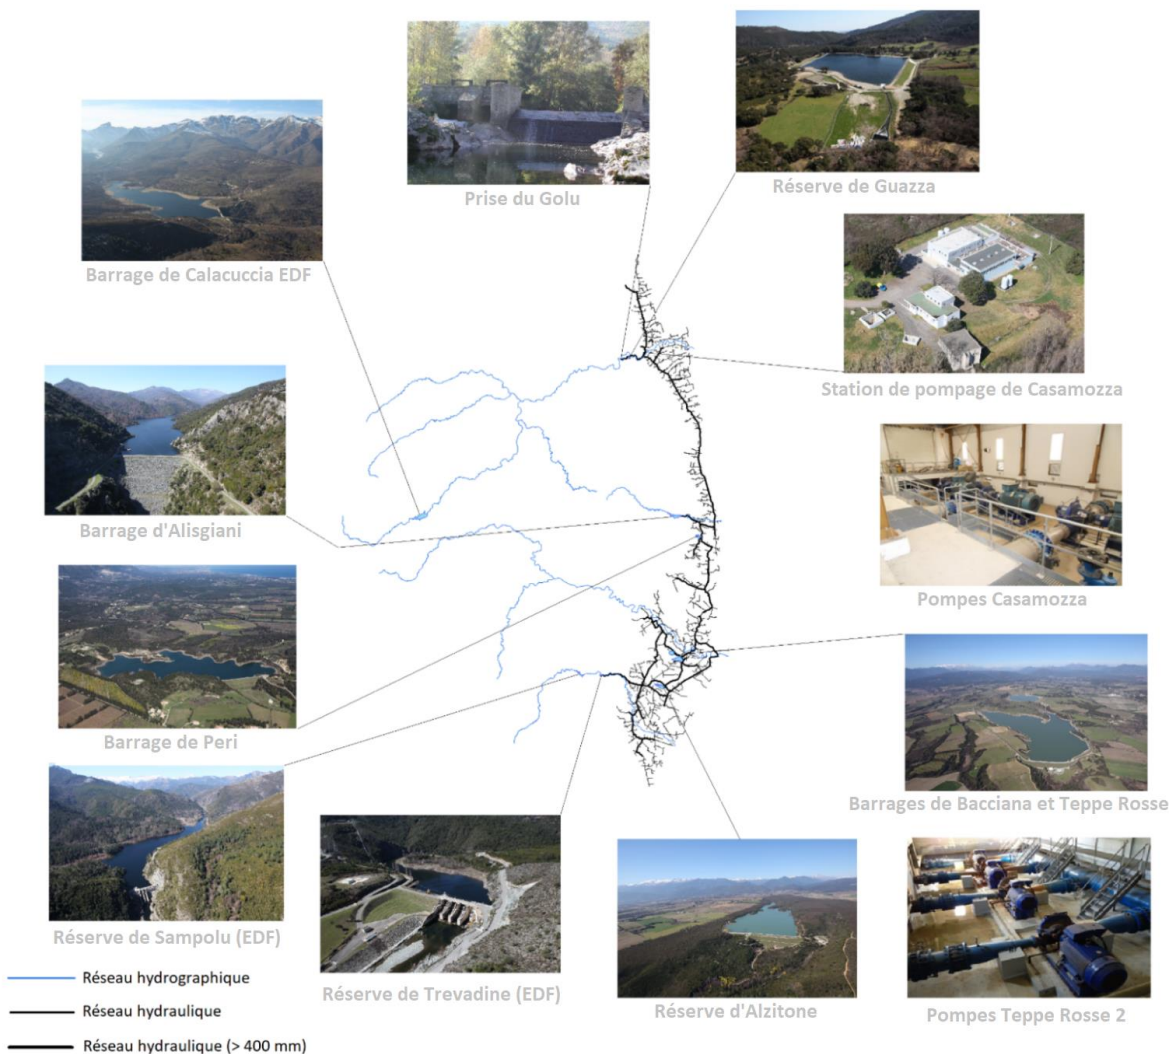 Prise du Golu
Réserve de Guazza
Barrage de Calacuccia EDF
Station de pompage de Casamozza
Barrage d'Alisgiani
Pompes Casamozza
Barrage de Peri
Barrages de Bacciana et Teppe Rosse
Réserve de Sampolu (EDF)
Réserve de Trevadine (EDF)
Réserve d'Alzitone
Pompes Teppe Rosse 2
Réseau hydrographique
Réseau hydraulique
Réseau hydraulique (> 400 mm)